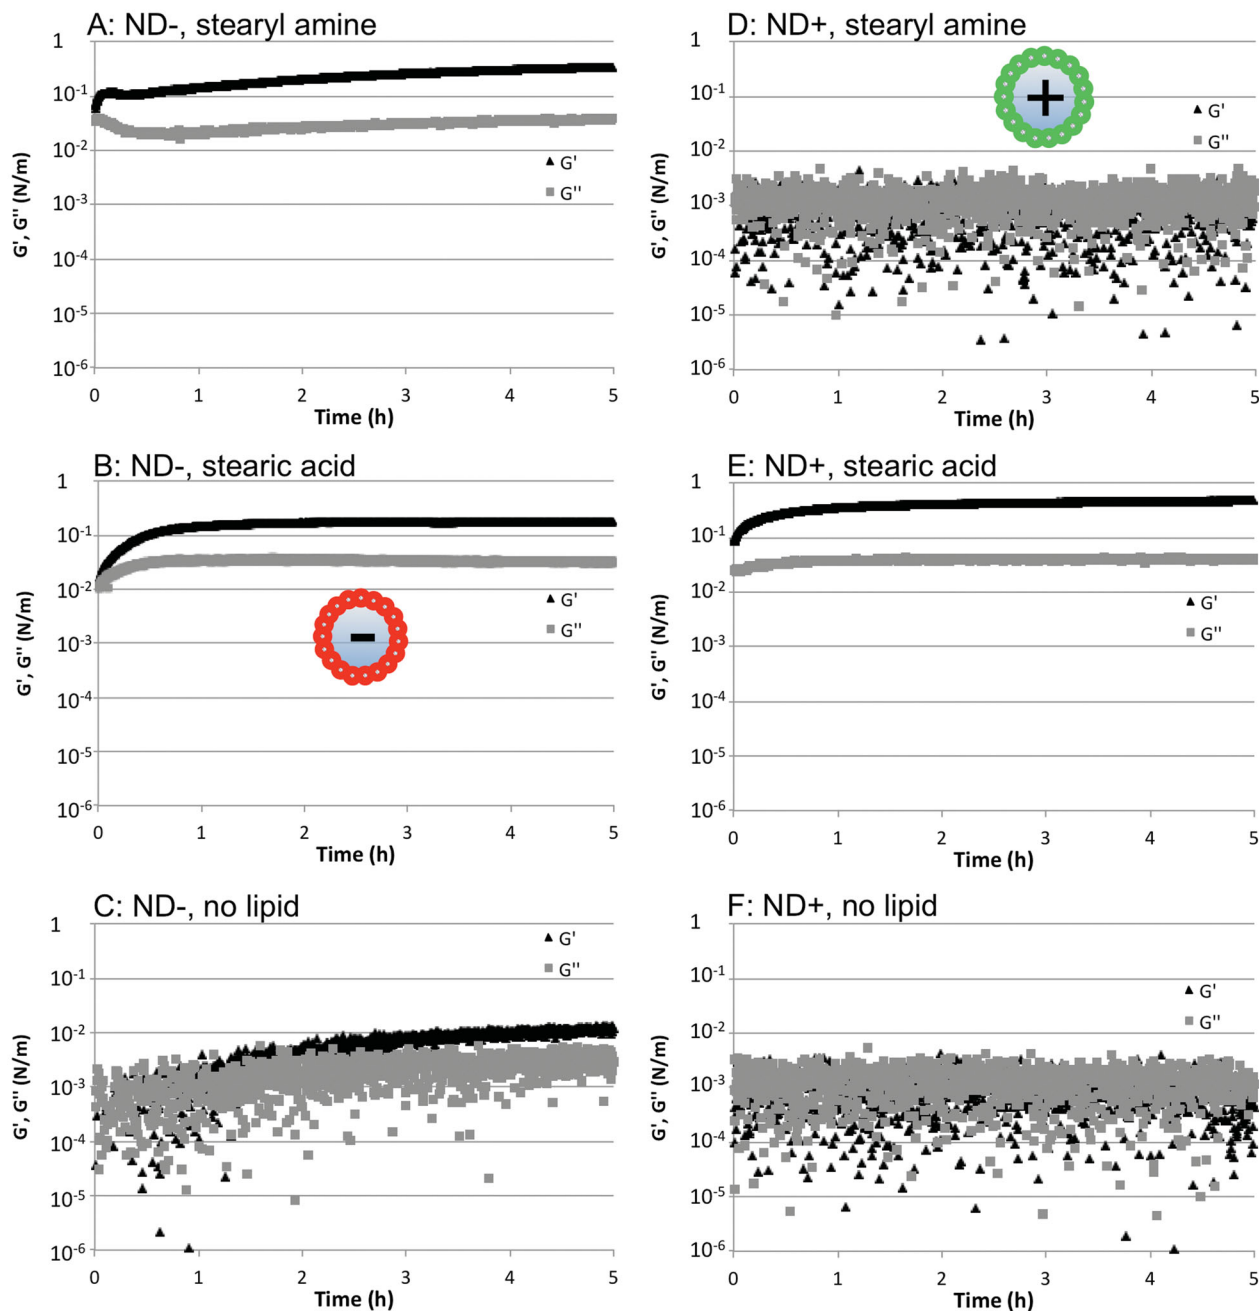 A: ND-, stearyl amine
1
10-1
10-2
10-3
10-4
10-5
10-6
G', G'' (N/m)
G'
G''
0 1 2 3 4 5
Time (h)
D: ND+, stearyl amine
1
10-1
10-2
10-3
10-4
10-5
10-6
G', G'' (N/m)
+
G'
G''
0 1 2 3 4 5
Time (h)
B: ND-, stearic acid
1
10-1
10-2
10-3
10-4
10-5
10-6
G', G'' (N/m)
G'
G''
-
0 1 2 3 4 5
Time (h)
E: ND+, stearic acid
1
10-1
10-2
10-3
10-4
10-5
10-6
G', G'' (N/m)
G'
G''
0 1 2 3 4 5
Time (h)
C: ND-, no lipid
1
10-1
10-2
10-3
10-4
10-5
10-6
G', G'' (N/m)
G'
G''
0 1 2 3 4 5
Time (h)
F: ND+, no lipid
1
10-1
10-2
10-3
10-4
10-5
10-6
G', G'' (N/m)
G'
G''
0 1 2 3 4 5
Time (h)